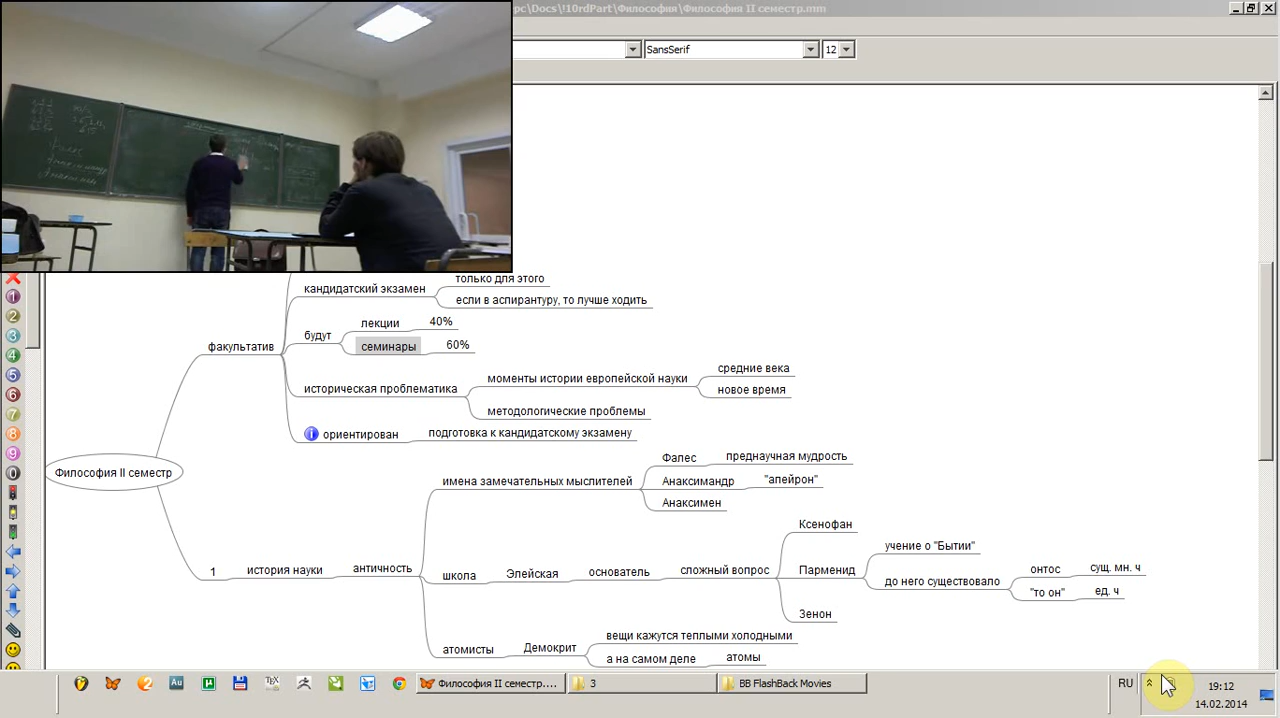 рс\Docs\!10rdPart\Философия\Философия II семестр.mm
SansSerif
12
только для этого
кандидатский экзамен
если в аспирантуру, то лучше ходить
будут
лекции
40%
факультатив
семинары
60%
средние века
моменты истории европейской науки
историческая проблематика
новое время
методологические проблемы
ориентирован
подготовка к кандидатскому экзамену
Философия II семестр
Фалес
преднаучная мудрость
имена замечательных мыслителей
Анаксимандр
"апейрон"
Анаксимен
Ксенофан
учение о "Бытии"
1
история науки
античность
школа
Элейская
основатель
сложный вопрос
Парменид
до него существовало
онтос
сущ. мн. ч
"то он"
ед. ч
Зенон
вещи кажутся теплыми холодными
атомисты
Демокрит
а на самом деле
атомы
Философия II семестр....
3
BB FlashBack Movies
RU
19:12
14.02.2014